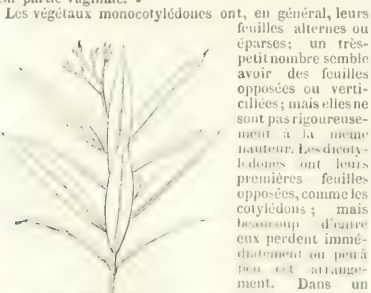 Les végétaux monocotylédones ont, en général, leurs
feuilles alternes ou
éparses; un très-
petit nombre semble
avoir des feuilles
opposées ou verti-
cillées; mais elles ne
sont pas rigoureuse-
ment à la même
hauteur. Les dicoty-
lédones ont leurs
premières feuilles
opposées, comme les
cotylédons; mais
beaucoup d'entre
eux perdent immé-
diatement ou peu à
peu cet arrange-
ment. Dans un